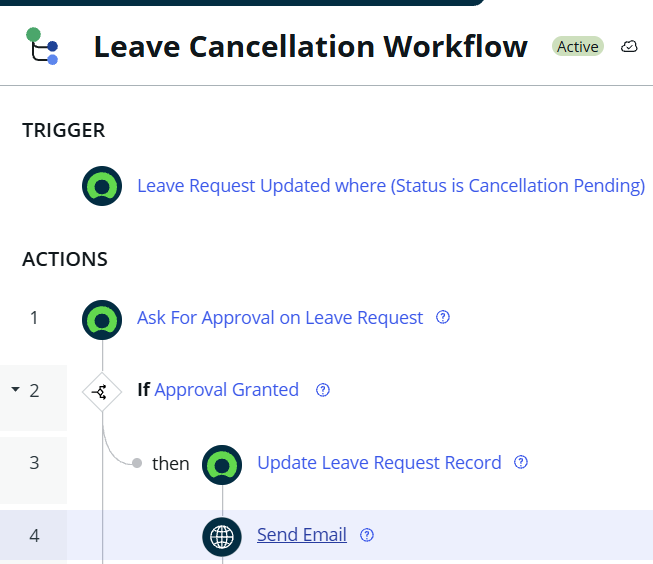 Leave Cancellation Workflow Active
TRIGGER
Leave Request Updated where (Status is Cancellation Pending)
ACTIONS
1 Ask For Approval on Leave Request ?
2 If Approval Granted ?
3 then Update Leave Request Record ?
4 Send Email ?